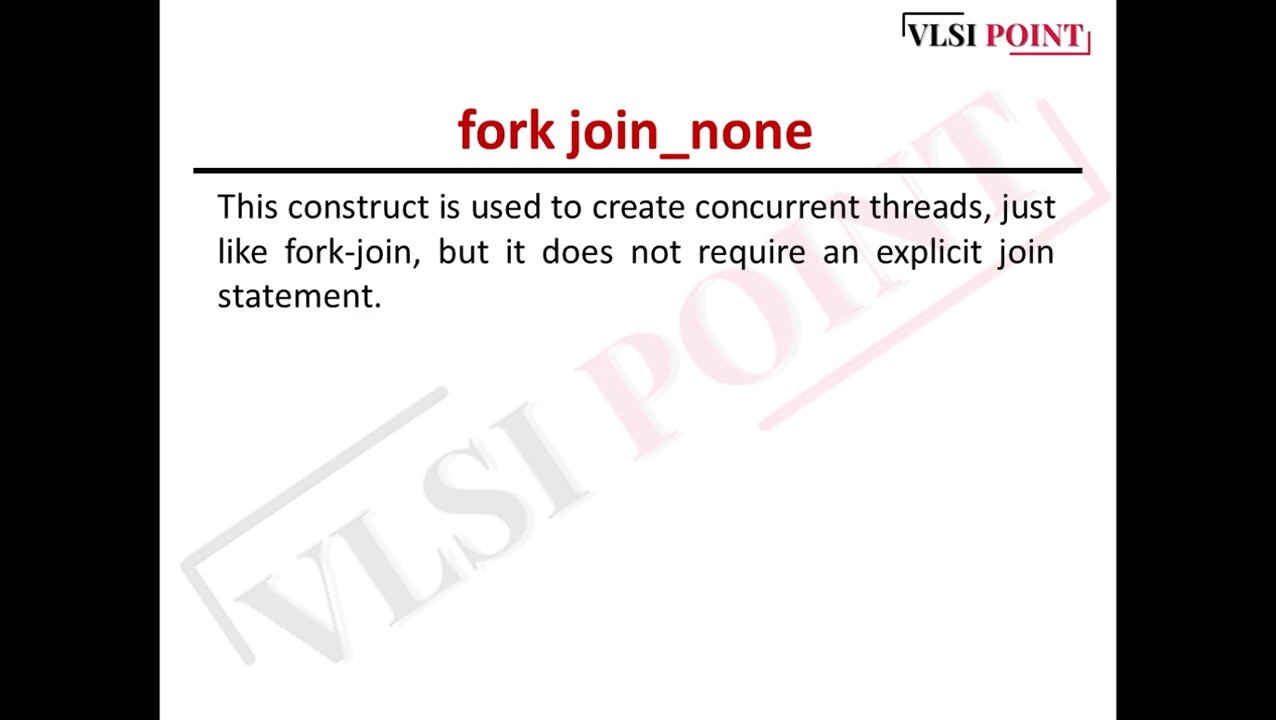 VLSI POINT
fork join_none
This construct is used to create concurrent threads, just
like fork-join, but it does not require an explicit join
statement.
VLSI POINT